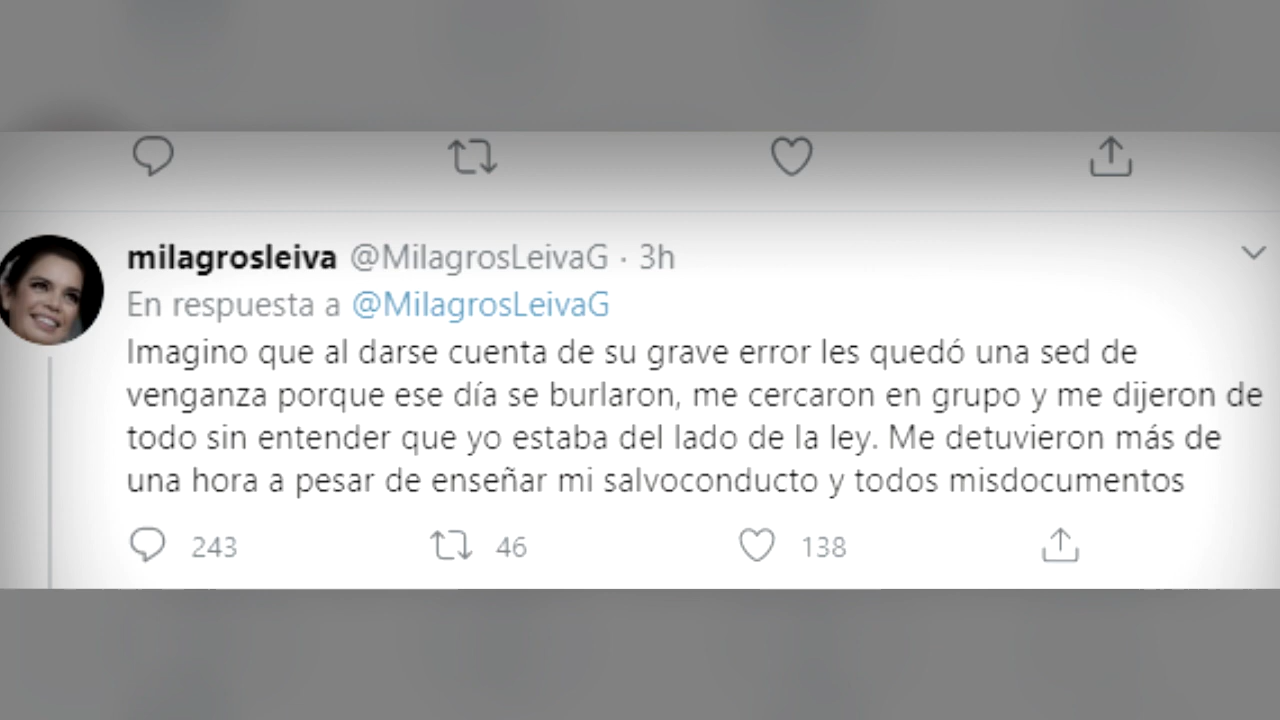 milagrosleiva @MilagrosLeivaG · 3h
En respuesta a @MilagrosLeivaG
Imagino que al darse cuenta de su grave error les quedó una sed de
venganza porque ese día se burlaron, me cercaron en grupo y me dijeron de
todo sin entender que yo estaba del lado de la ley. Me detuvieron más de
una hora a pesar de enseñar mi salvoconducto y todos misdocumentos
243 46 138